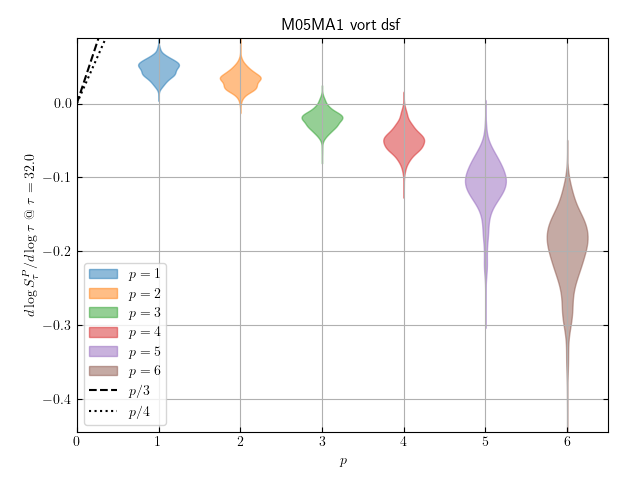 M05MA1 vort dsf
d log S_τ^P / d log τ @ τ = 32.0
0.0
−0.1
−0.2
−0.3
−0.4
p = 1
p = 2
p = 3
p = 4
p = 5
p = 6
p/3
p/4
0 1 2 3 4 5 6
p